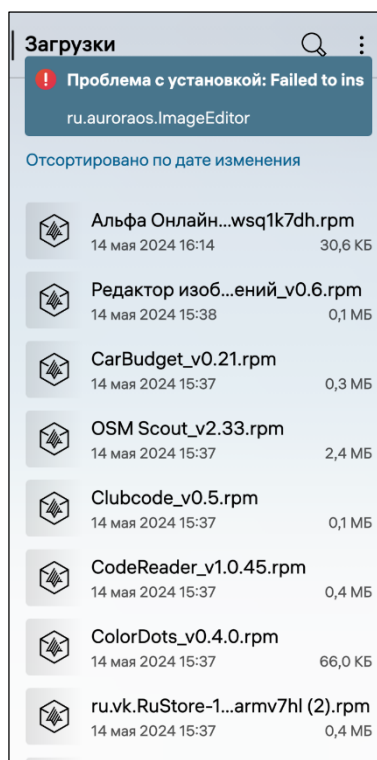 Загрузки
Проблема с установкой: Failed to ins
ru.auroraos.ImageEditor
Отсортировано по дате изменения
Альфа Онлайн...wsq1k7dh.rpm
14 мая 2024 16:14 30,6 КБ
Редактор изоб...ений_v0.6.rpm
14 мая 2024 15:38 0,1 МБ
CarBudget_v0.21.rpm
14 мая 2024 15:37 0,3 МБ
OSM Scout_v2.33.rpm
14 мая 2024 15:37 2,4 МБ
Clubcode_v0.5.rpm
14 мая 2024 15:37 0,1 МБ
CodeReader_v1.0.45.rpm
14 мая 2024 15:37 0,4 МБ
ColorDots_v0.4.0.rpm
14 мая 2024 15:37 66,0 КБ
ru.vk.RuStore-1...armv7hl (2).rpm
14 мая 2024 15:37 0,4 МБ